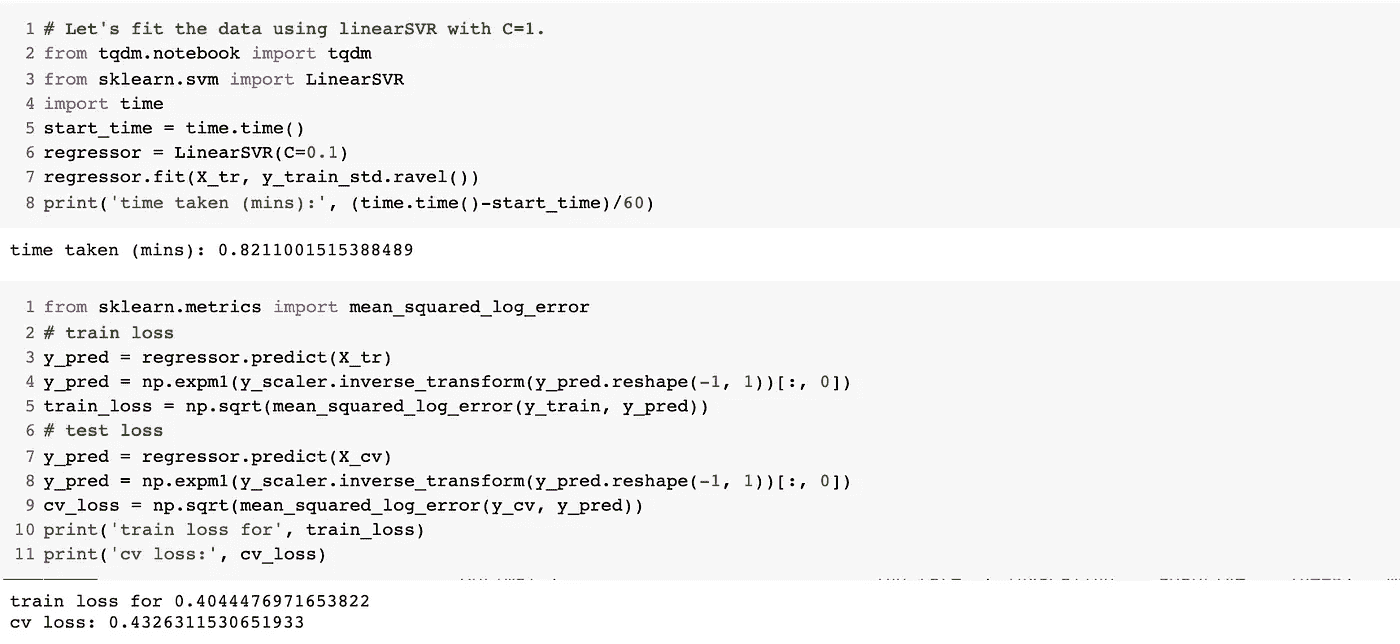 1 # Let's fit the data using linearSVR with C=1.
2 from tqdm.notebook import tqdm
3 from sklearn.svm import LinearSVR
4 import time
5 start_time = time.time()
6 regressor = LinearSVR(C=0.1)
7 regressor.fit(X_tr, y_train_std.ravel())
8 print('time taken (mins):', (time.time()-start_time)/60)
time taken (mins): 0.8211001515388489
1 from sklearn.metrics import mean_squared_log_error
2 # train loss
3 y_pred = regressor.predict(X_tr)
4 y_pred = np.expm1(y_scaler.inverse_transform(y_pred.reshape(-1, 1))[:, 0])
5 train_loss = np.sqrt(mean_squared_log_error(y_train, y_pred))
6 # test loss
7 y_pred = regressor.predict(X_cv)
8 y_pred = np.expm1(y_scaler.inverse_transform(y_pred.reshape(-1, 1))[:, 0])
9 cv_loss = np.sqrt(mean_squared_log_error(y_cv, y_pred))
10 print('train loss for', train_loss)
11 print('cv loss:', cv_loss)
train loss for 0.4044476971653822
cv loss: 0.4326311530651933